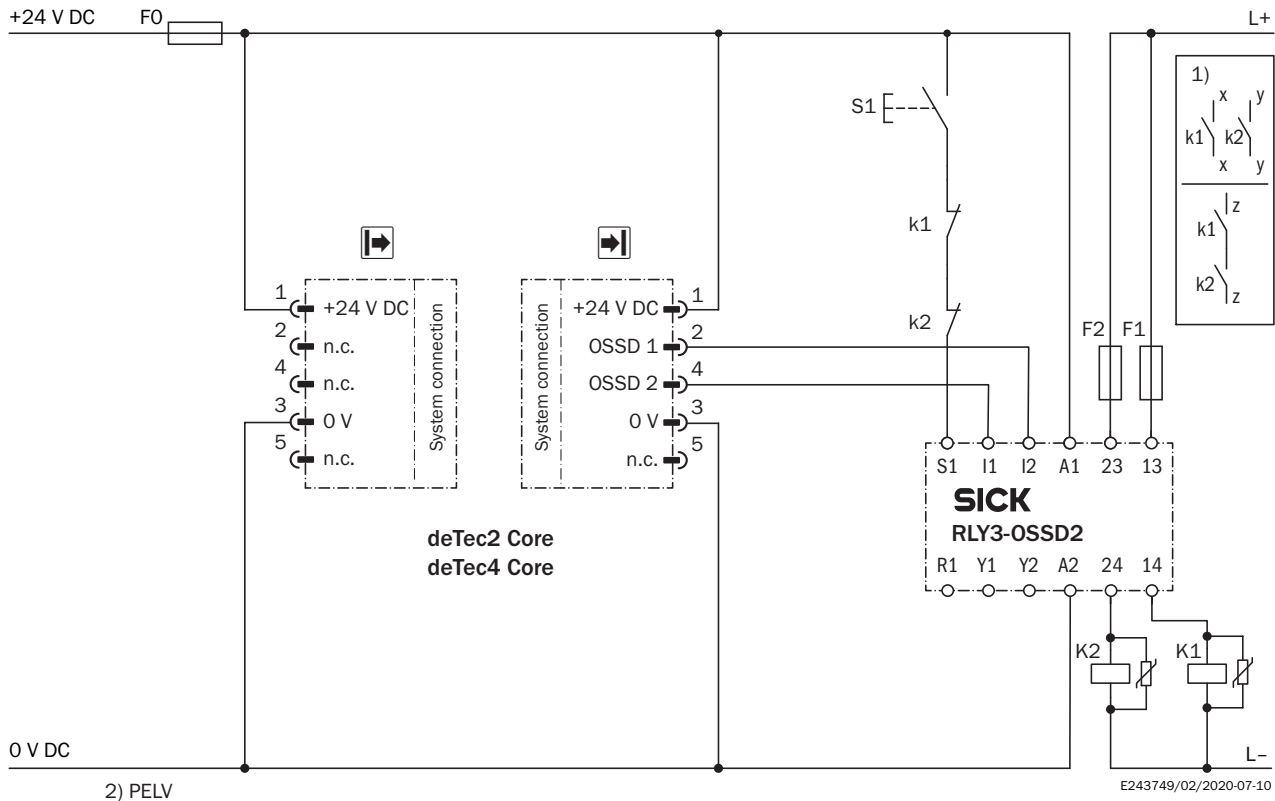 +24 V DC F0 L+
1)
x y
k1 k2
x y
z
k1
k2
z
S1
k1
k2
F2 F1
1 +24 V DC
2 n.c.
4 n.c.
3 0 V
5 n.c.
System connection
System connection
+24 V DC 1
OSSD 1 2
OSSD 2 4
0 V 3
n.c. 5
deTec2 Core
deTec4 Core
S1 I1 I2 A1 23 13
SICK
RLY3-OSSD2
R1 Y1 Y2 A2 24 14
K2 K1
0 V DC L–
2) PELV
E243749/02/2020-07-10